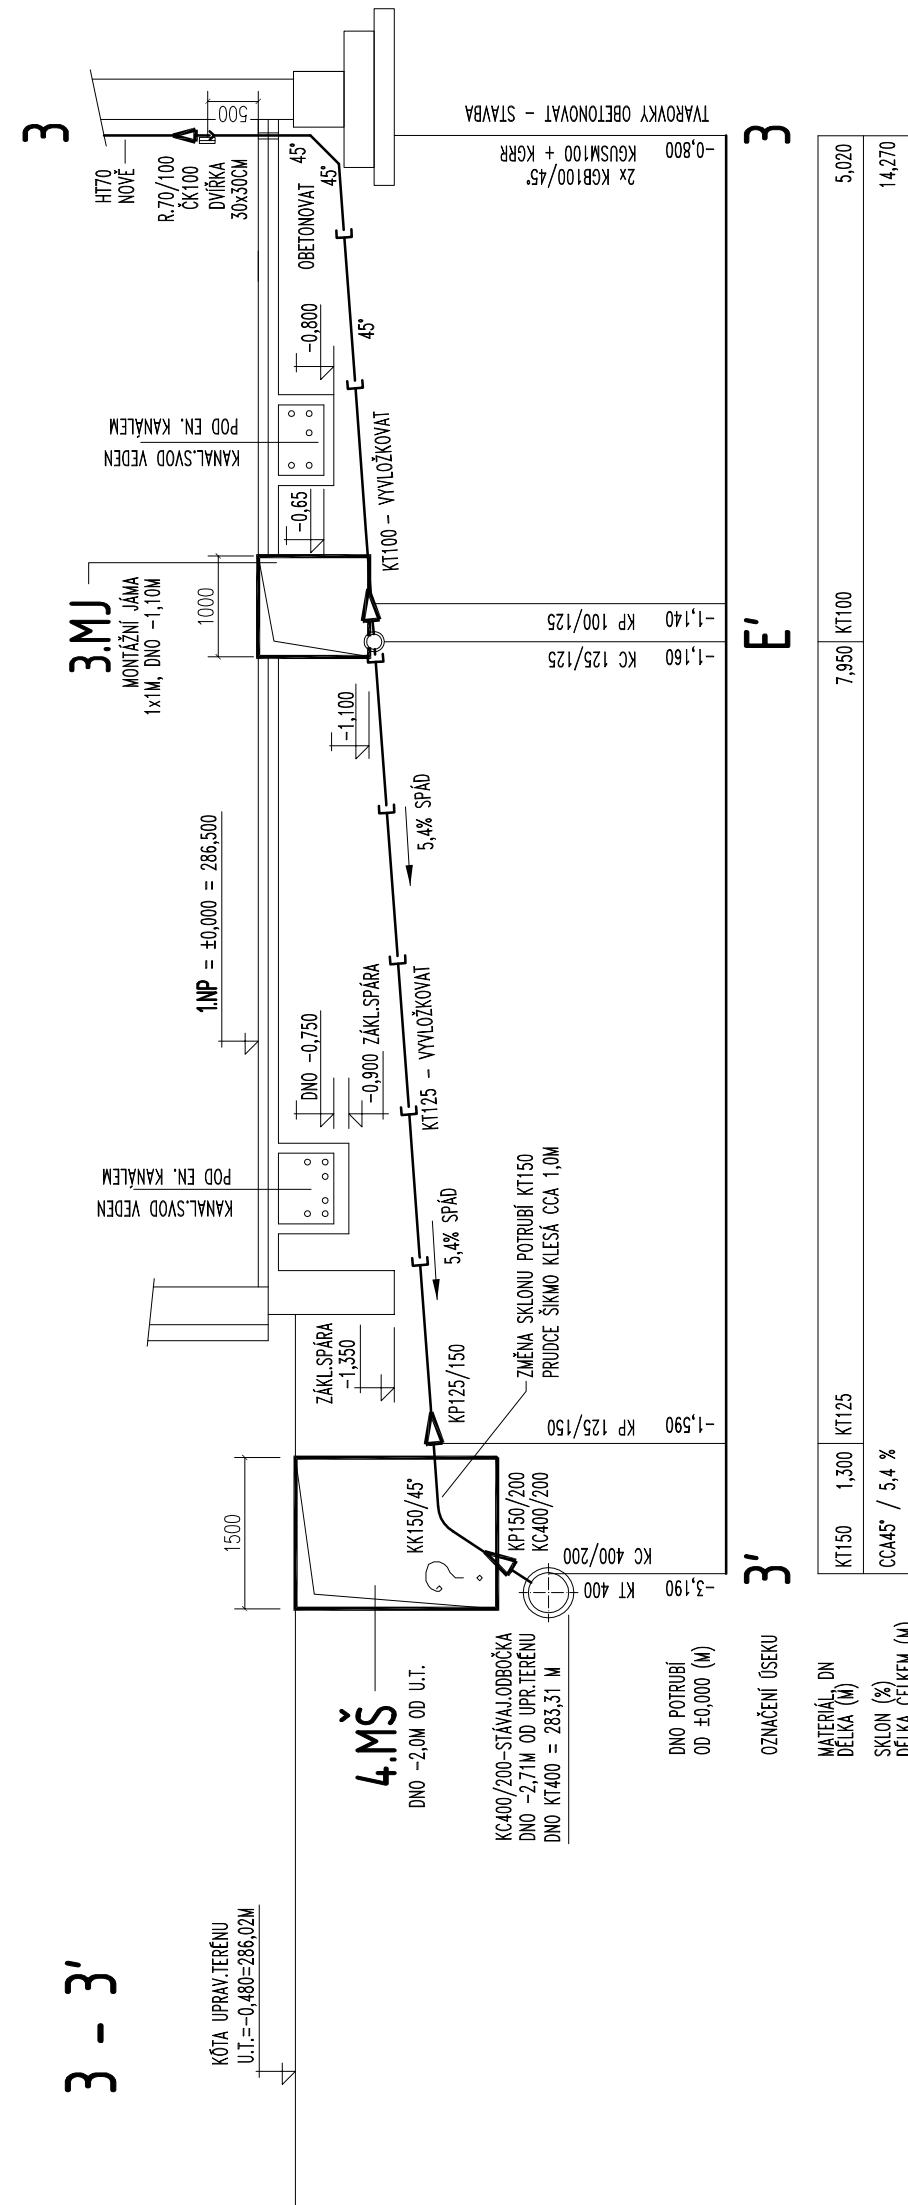 3 - 3'
KÓTA UPRAV.TERÉNU
U.T.=-0,480=286,02M
4.MŠ
DNO -2,0M OD U.T.
1500
KK150/45°
KP150/200
KC400/200
KC400/200-STÁVAJ.ODBOČKA
DNO -2,71M OD UPR.TERÉNU
DNO KT400 = 283,31 M
ZÁKL.SPÁRA
-1,350
KP125/150
ZMĚNA SKLONU POTRUBÍ KT150
PRUDCE ŠIKMO KLESÁ CCA 1,0M
5,4% SPÁD
KANAL.SVOD VEDEN
POD EN. KANÁLEM
DNO -0,750
-0,900 ZÁKL.SPÁRA
KT125 - VYVLOŽKOVAT
1.NP = ±0,000 = 286,500
5,4% SPÁD
-1,100
3.MJ
MONTÁŽNÍ JÁMA
1x1M, DNO -1,10M
1000
-0,65
KT100 - VYVLOŽKOVAT
KANAL.SVOD VEDEN
POD EN. KANÁLEM
-0,800
45°
OBETONOVAT
45°
45°
HT70
NOVĚ
R.70/100
ČK100
DVÍŘKA
30x30CM
500
3
TVAROVKY OBETONOVAT - STAVBA
2x KGB100/45°
KGUSM100 + KGRR
DNO POTRUBÍ
OD ±0,000 (M)
-3,190
KT 400
KC 400/200
-1,590
KP 125/150
-1,160
KC 125/125
-1,140
KP 100/125
-0,800
OZNAČENÍ ÚSEKU
3'
E'
3
MATERIÁL, DN
DÉLKA (M)
KT150
1,300
KT125
7,950
KT100
5,020
SKLON (%)
DÉLKA CELKEM (M)
CCA45° / 5,4 %
14,270